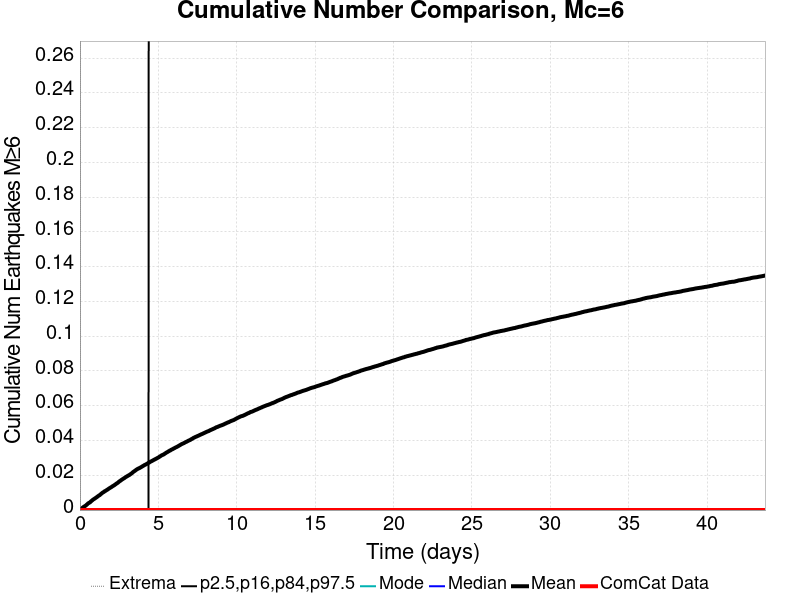 Cumulative Number Comparison, Mc=6
Cumulative Num Earthquakes M≥6
0.26
0.24
0.22
0.2
0.18
0.16
0.14
0.12
0.1
0.08
0.06
0.04
0.02
0
0 5 10 15 20 25 30 35 40
Time (days)
Extrema p2.5,p16,p84,p97.5 Mode Median Mean ComCat Data